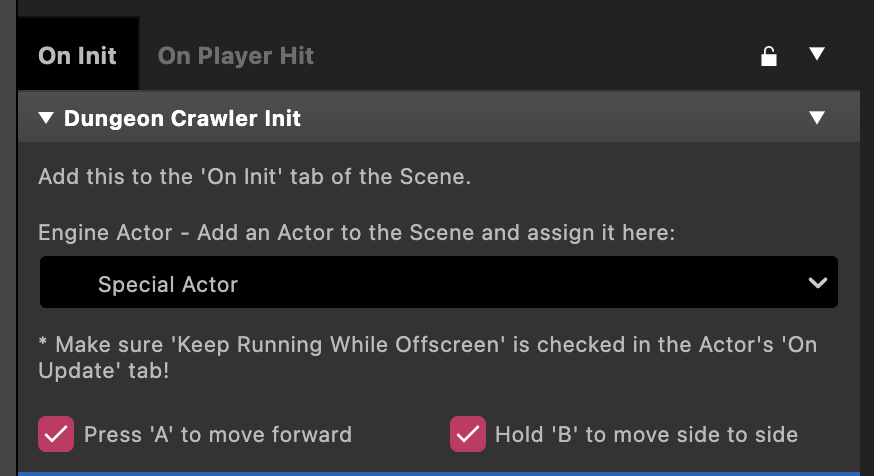 On Init On Player Hit
Dungeon Crawler Init
Add this to the 'On Init' tab of the Scene.
Engine Actor - Add an Actor to the Scene and assign it here:
Special Actor
* Make sure 'Keep Running While Offscreen' is checked in the Actor's 'On
Update' tab!
Press 'A' to move forward Hold 'B' to move side to side